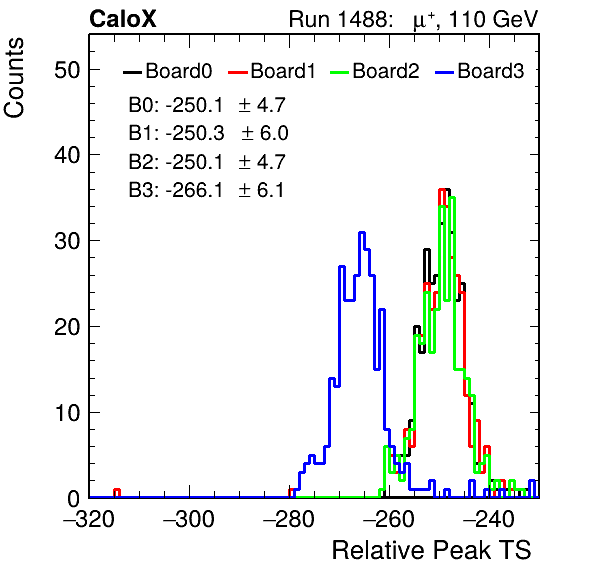 CaloX Run 1488: μ⁺, 110 GeV
Counts
Board0 Board1 Board2 Board3
B0: -250.1 ± 4.7
B1: -250.3 ± 6.0
B2: -250.1 ± 4.7
B3: -266.1 ± 6.1
50
40
30
20
10
0
−320 −300 −280 −260 −240
Relative Peak TS